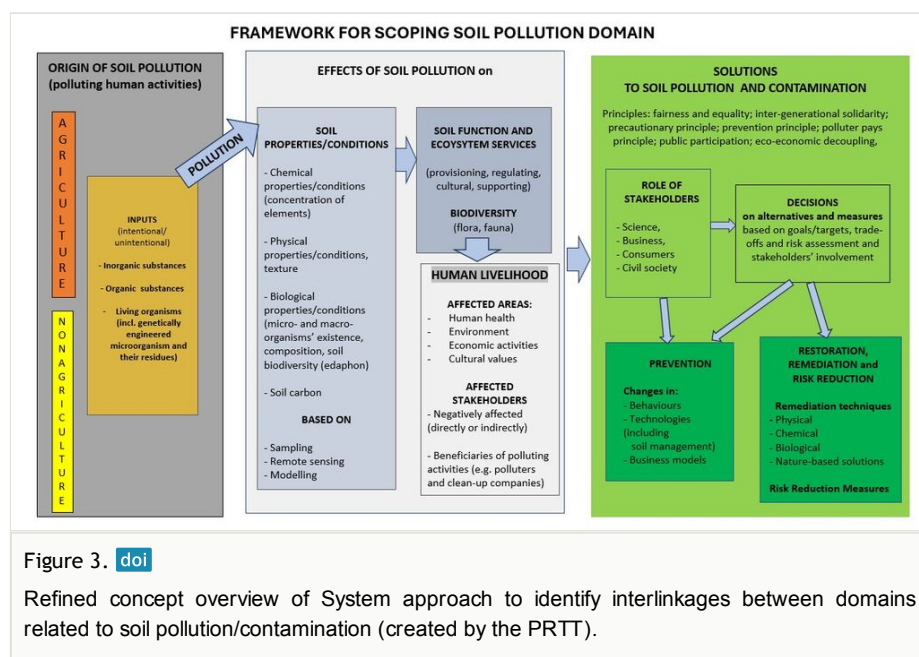 FRAMEWORK FOR SCOPING SOIL POLLUTION DOMAIN
ORIGIN OF SOIL POLLUTION
(polluting human activities)
AGRICULTURE
NONAGRICULTURE
INPUTS
(intentional/
unintentional)
- Inorganic substances
- Organic substances
- Living organisms
(incl. genetically
engineered
microorganism and
their residues)
POLLUTION
EFFECTS OF SOIL POLLUTION on
SOIL
PROPERTIES/CONDITIONS
- Chemical
properties/conditions
(concentration of
elements)
- Physical
properties/conditions,
texture
- Biological
properties/conditions
(micro- and macro-
organisms' existence,
composition, soil
biodiversity (edaphon)
- Soil carbon
BASED ON
- Sampling
- Remote sensing
- Modelling
SOIL FUNCTION AND
ECOSYTEM SERVICES
(provisioning, regulating,
cultural, supporting)
BIODIVERSITY
(flora, fauna)
HUMAN LIVELIHOOD
AFFECTED AREAS:
- Human health
- Environment
- Economic activities
- Cultural values
AFFECTED
STAKEHOLDERS
- Negatively affected
(directly or indirectly)
- Beneficiaries of polluting
activities (e.g. polluters
and clean-up companies)
SOLUTIONS
TO SOIL POLLUTION AND CONTAMINATION
Principles: fairness and equality; inter-generational solidarity;
precautionary principle; prevention principle; polluter pays
principle; public participation; eco-economic decoupling,
ROLE OF
STAKEHOLDERS
- Science,
- Business,
- Consumers
- Civil society
DECISIONS
on alternatives and measures
based on goals/targets, trade-
offs and risk assessment and
stakeholders' involvement
PREVENTION
Changes in:
- Behaviours
- Technologies
(including
soil management)
- Business models
RESTORATION,
REMEDIATION and
RISK REDUCTION
Remediation techniques
- Physical
- Chemical
- Biological
- Nature-based solutions
Risk Reduction Measures
Figure 3. doi
Refined concept overview of System approach to identify interlinkages between domains
related to soil pollution/contamination (created by the PRTT).